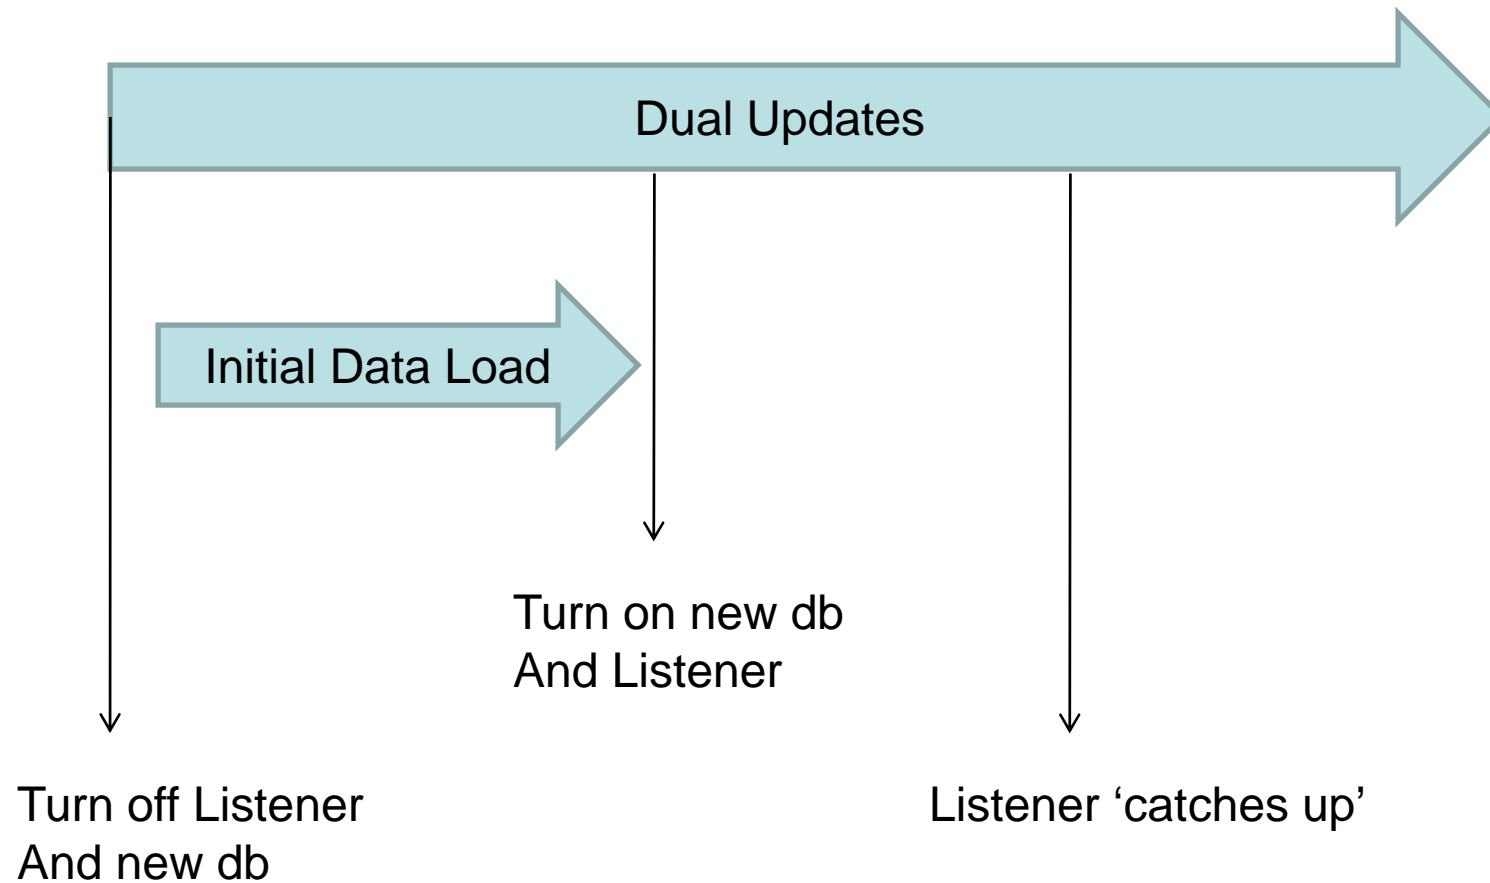 Dual Updates
Initial Data Load
Turn on new db
And Listener
Turn off Listener
And new db
Listener ‘catches up’